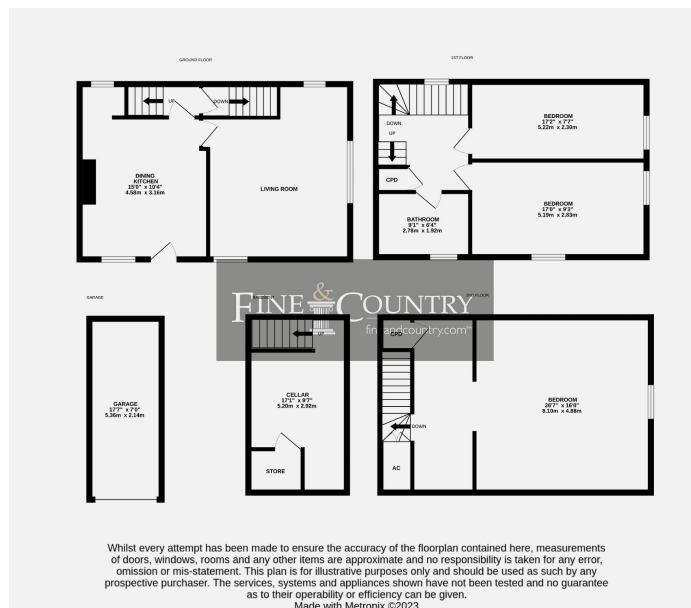 GROUND FLOOR
1ST FLOOR
UP
DOWN
DINING
KITCHEN
15'0" x 10'4"
4.58m x 3.16m
LIVING ROOM
DOWN
UP
CPD
BEDROOM
17'2" x 7'7"
5.22m x 2.30m
BATHROOM
9'1" x 6'4"
2.78m x 1.92m
BEDROOM
17'0" x 9'3"
5.19m x 2.83m
FINE & COUNTRY
fineandcountry.com™
GARAGE
BASEMENT
2ND FLOOR
GARAGE
17'7" x 7'0"
5.36m x 2.14m
CELLAR
17'1" x 9'7"
5.20m x 2.92m
STORE
CPD
DOWN
AC
BEDROOM
26'7" x 16'0"
8.10m x 4.88m
Whilst every attempt has been made to ensure the accuracy of the floorplan contained here, measurements
of doors, windows, rooms and any other items are approximate and no responsibility is taken for any error,
omission or mis-statement. This plan is for illustrative purposes only and should be used as such by any
prospective purchaser. The services, systems and appliances shown have not been tested and no guarantee
as to their operability or efficiency can be given.
Made with Metropix ©2023